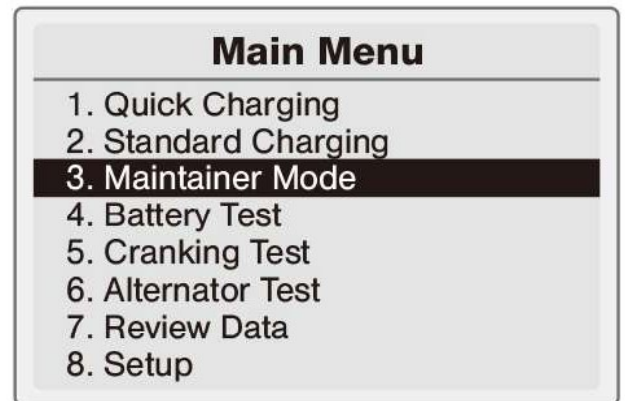 Main Menu
1. Quick Charging
2. Standard Charging
3. Maintainer Mode
4. Battery Test
5. Cranking Test
6. Alternator Test
7. Review Data
8. Setup